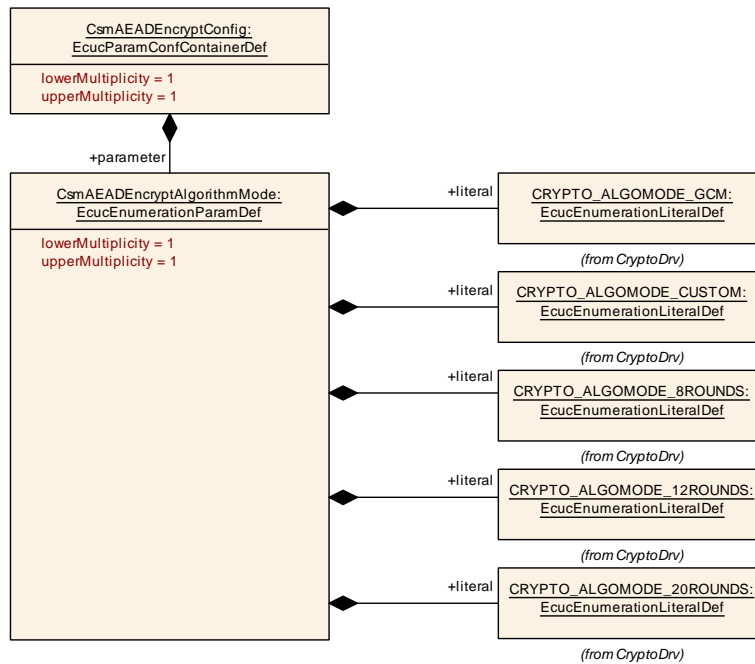 CsmAEADEncryptConfig:
EcucParamConfContainerDef
lowerMultiplicity = 1
upperMultiplicity = 1
+parameter
CsmAEADEncryptAlgorithmMode:
EcucEnumerationParamDef
lowerMultiplicity = 1
upperMultiplicity = 1
+literal
CRYPTO_ALGOMODE_GCM:
EcucEnumerationLiteralDef
(from CryptoDrv)
+literal
CRYPTO_ALGOMODE_CUSTOM:
EcucEnumerationLiteralDef
(from CryptoDrv)
+literal
CRYPTO_ALGOMODE_8ROUNDS:
EcucEnumerationLiteralDef
(from CryptoDrv)
+literal
CRYPTO_ALGOMODE_12ROUNDS:
EcucEnumerationLiteralDef
(from CryptoDrv)
+literal
CRYPTO_ALGOMODE_20ROUNDS:
EcucEnumerationLiteralDef
(from CryptoDrv)